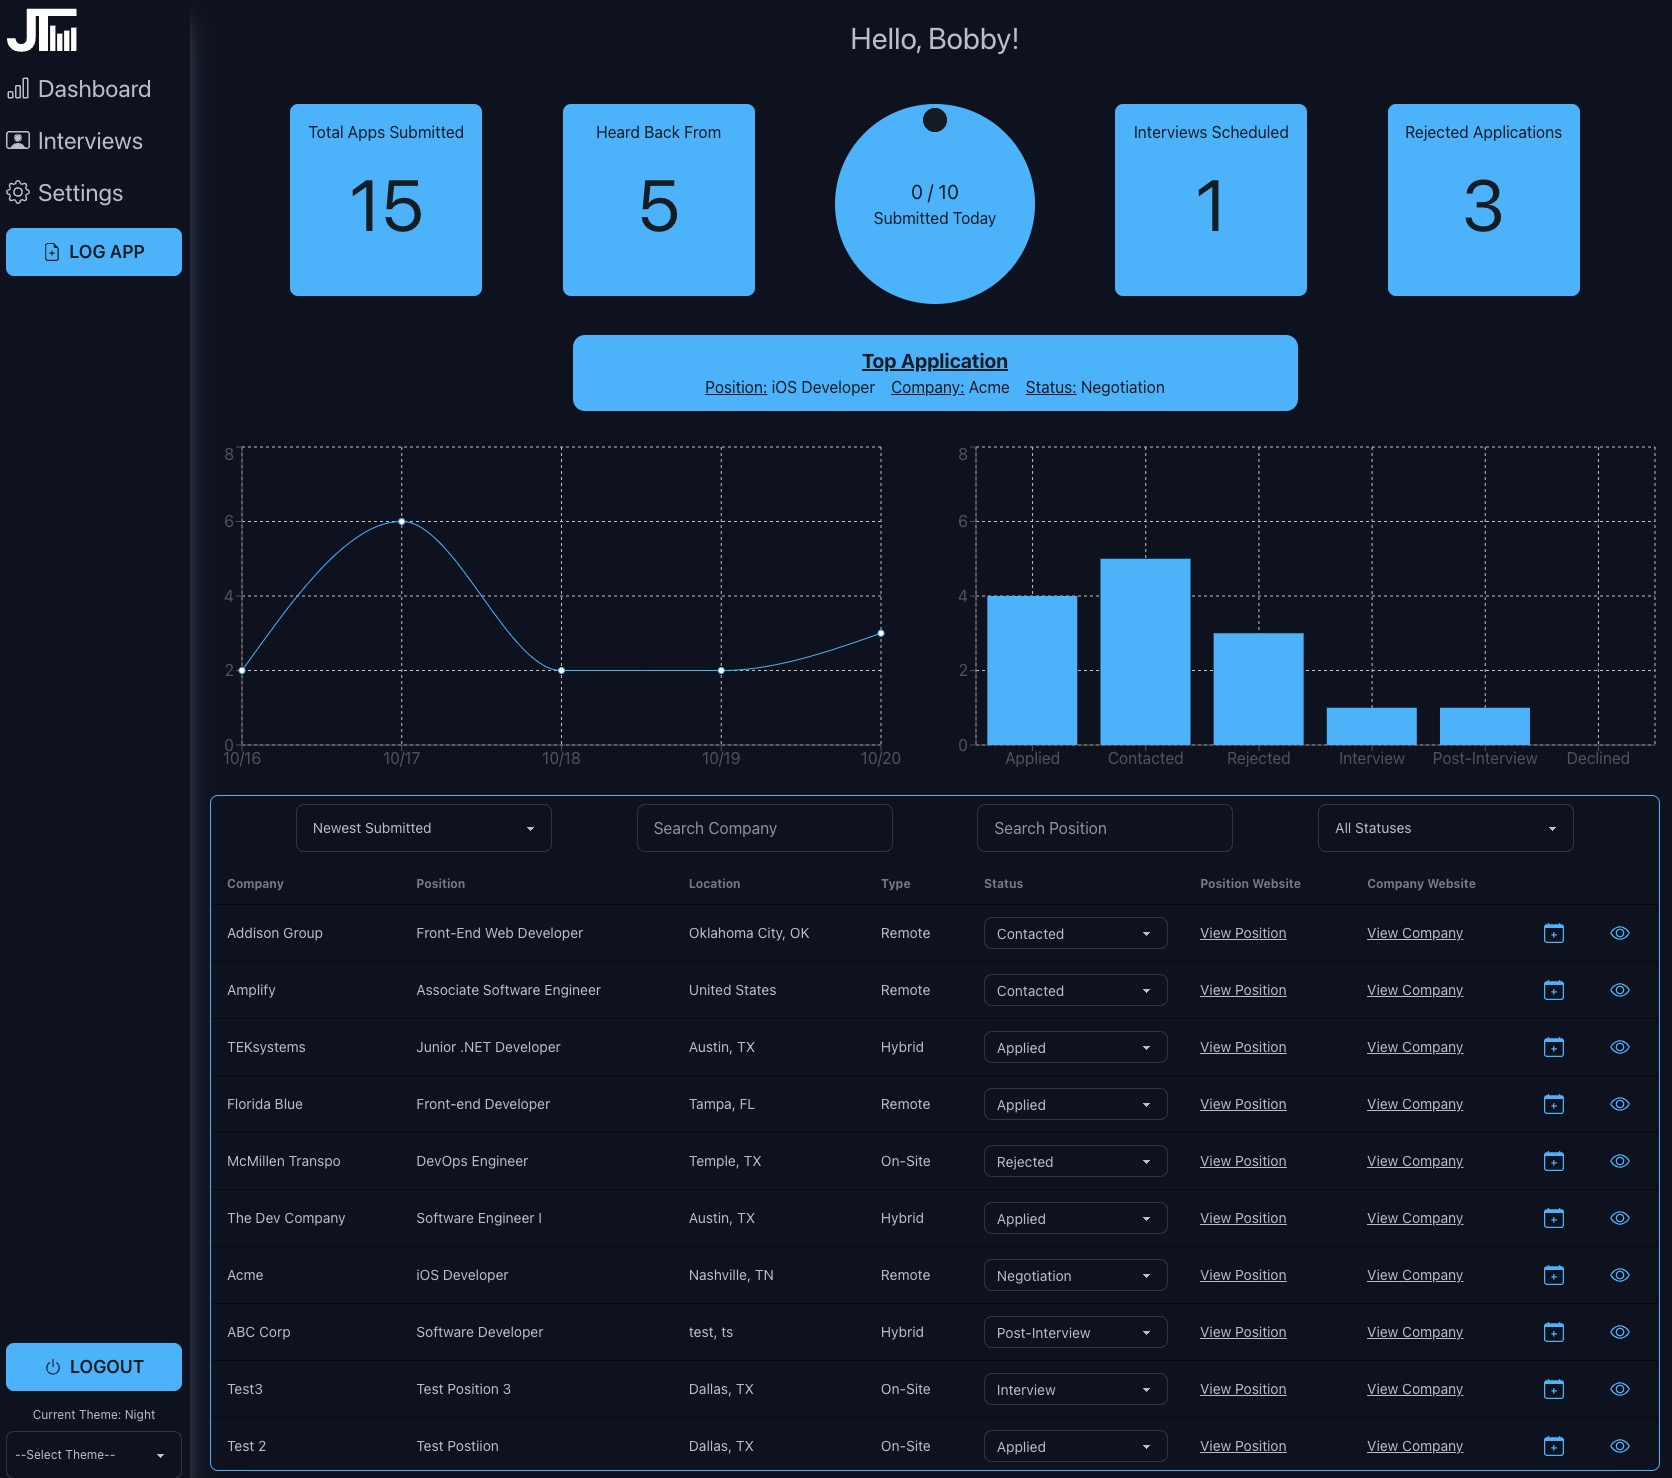 JT
Dashboard
Interviews
Settings
LOG APP
LOGOUT
Current Theme: Night
--Select Theme--
Hello, Bobby!
Total Apps Submitted
15
Heard Back From
5
0 / 10
Submitted Today
Interviews Scheduled
1
Rejected Applications
3
Top Application
Position: iOS Developer Company: Acme Status: Negotiation
8
6
4
2
0
10/16 10/17 10/18 10/19 10/20
8
6
4
2
0
Applied Contacted Rejected Interview Post-Interview Declined
Newest Submitted Search Company Search Position All Statuses
Company Position Location Type Status Position Website Company Website
Addison Group Front-End Web Developer Oklahoma City, OK Remote Contacted View Position View Company
Amplify Associate Software Engineer United States Remote Contacted View Position View Company
TEKsystems Junior .NET Developer Austin, TX Hybrid Applied View Position View Company
Florida Blue Front-end Developer Tampa, FL Remote Applied View Position View Company
McMillen Transpo DevOps Engineer Temple, TX On-Site Rejected View Position View Company
The Dev Company Software Engineer I Austin, TX Hybrid Applied View Position View Company
Acme iOS Developer Nashville, TN Remote Negotiation View Position View Company
ABC Corp Software Developer test, ts Hybrid Post-Interview View Position View Company
Test3 Test Position 3 Dallas, TX On-Site Interview View Position View Company
Test 2 Test Postiion Dallas, TX On-Site Applied View Position View Company